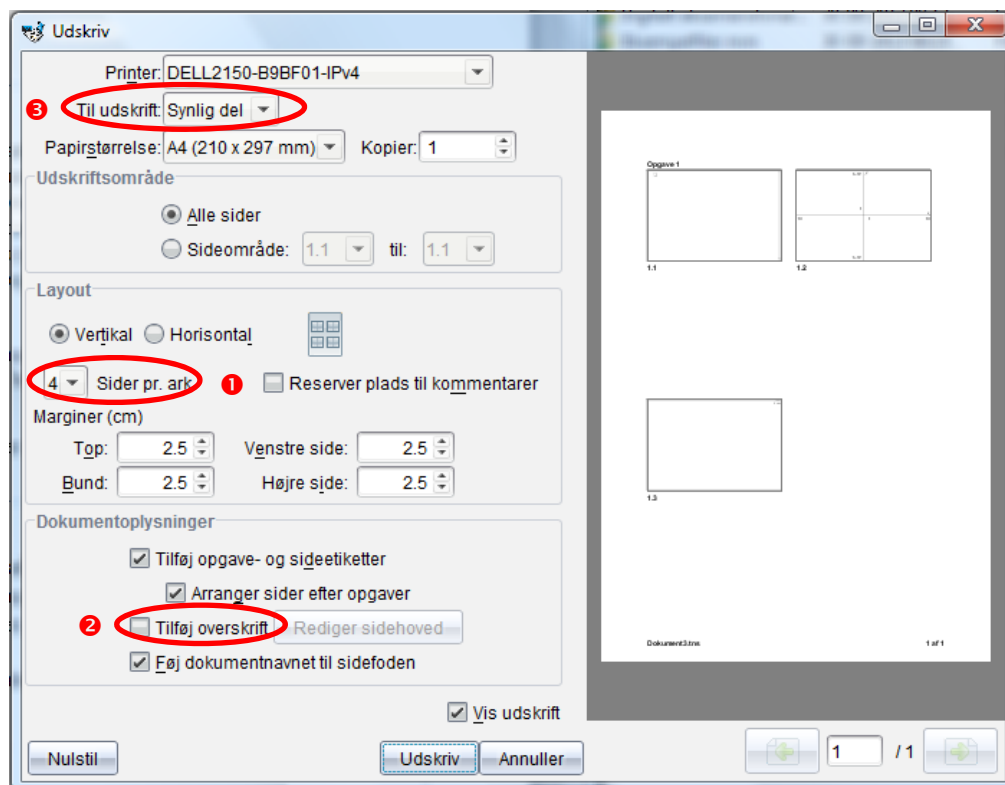 Udskriv
Printer: DELL2150-B9BF01-IPv4
❸ Til udskrift: Synlig del
Papirstørrelse: A4 (210 x 297 mm) Kopier: 1
Udskriftsområde
Alle sider
Sideområde: 1.1 til: 1.1
Layout
Vertikal Horisontal
4 Sider pr. ark ❶ Reserver plads til kommentarer
Marginer (cm)
Top: 2.5 Venstre side: 2.5
Bund: 2.5 Højre side: 2.5
Dokumentoplysninger
Tilføj opgave- og sideetiketter
Arranger sider efter opgaver
❷ Tilføj overskrift Rediger sidehoved
Føj dokumentnavnet til sidefoden
Vis udskrift
Nulstil Udskriv Annuller
Opgave 1
1.1 1.2
1.3
Dokument3.tns 1 af 1
1 / 1